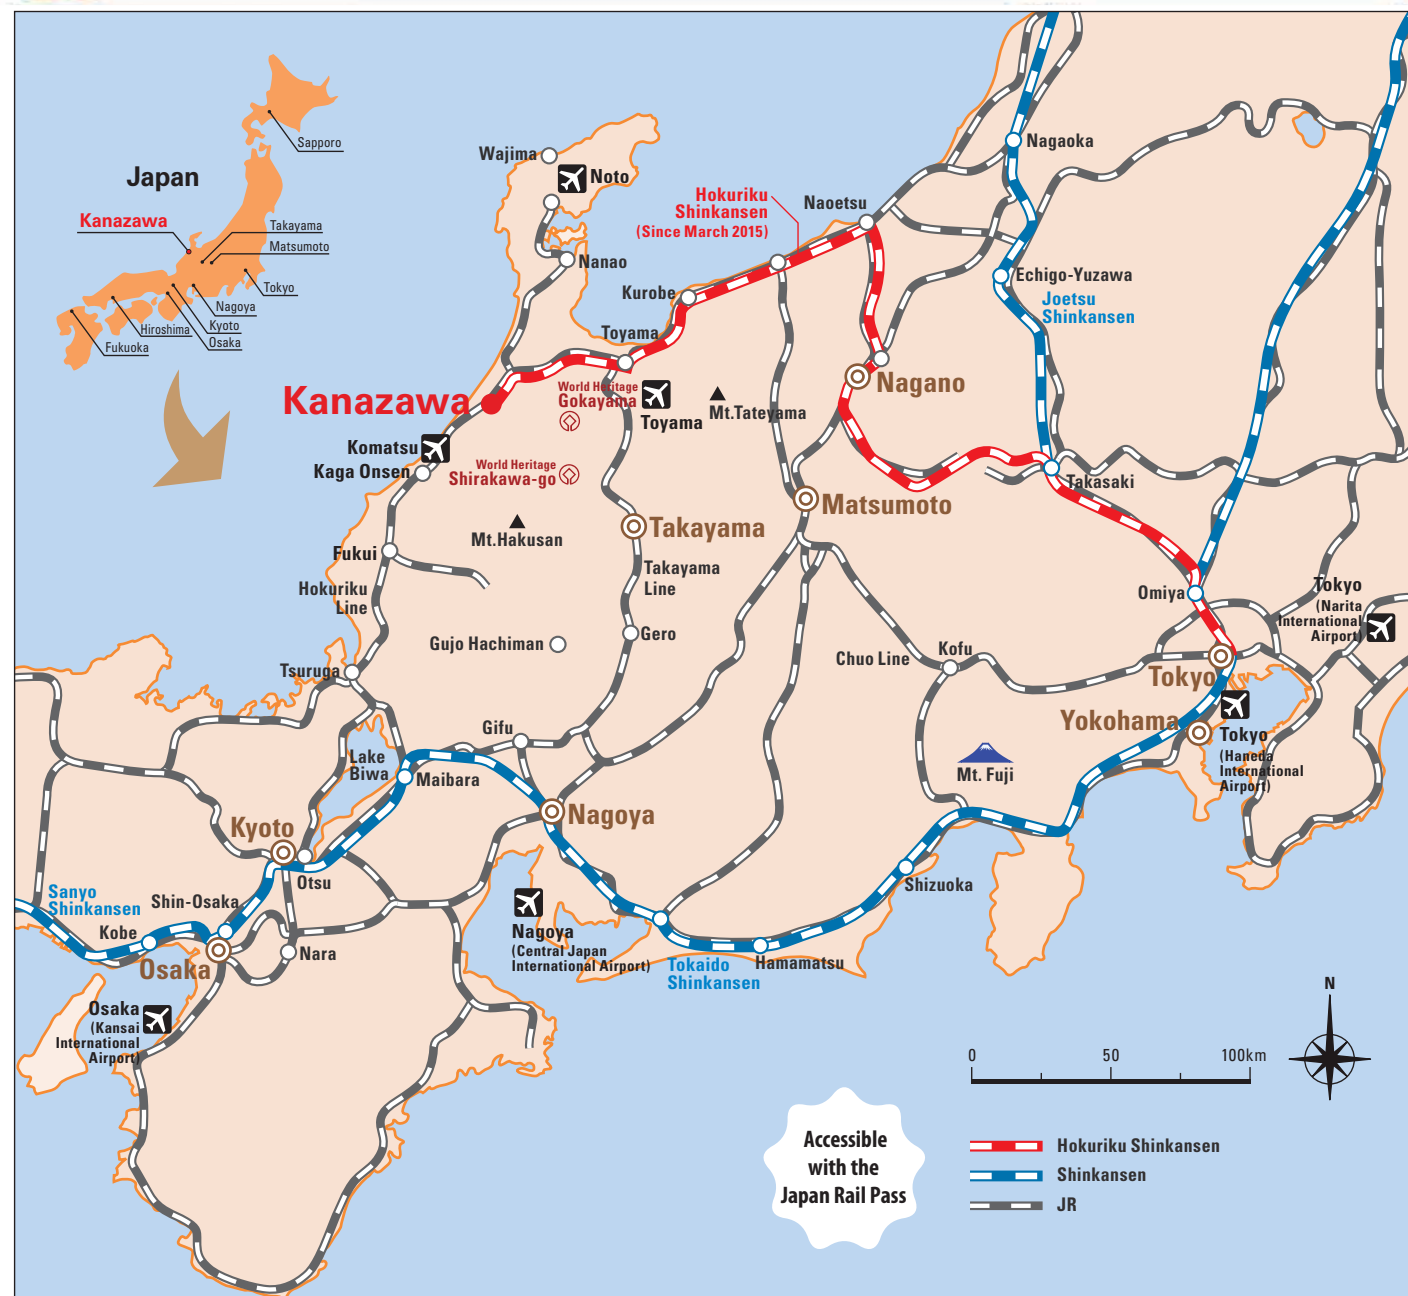 Japan
Kanazawa
Sapporo
Takayama
Matsumoto
Tokyo
Nagoya
Kyoto
Hiroshima
Osaka
Fukuoka
Wajima
Noto
Nanao
Hokuriku
Shinkansen
(Since March 2015)
Naoetsu
Nagaoka
Echigo-Yuzawa
Joetsu
Shinkansen
Kurobe
Toyama
Kanazawa
World Heritage
Gokayama
Toyama
Mt.Tateyama
Nagano
Komatsu
Kaga Onsen
World Heritage
Shirakawa-go
Takasaki
Matsumoto
Mt.Hakusan
Takayama
Fukui
Hokuriku
Line
Takayama
Line
Omiya
Tokyo
(Narita
International
Airport)
Gujo Hachiman
Gero
Chuo Line
Kofu
Tsuruga
Tokyo
Yokohama
Tokyo
(Haneda
International
Airport)
Gifu
Lake
Biwa
Maibara
Mt. Fuji
Kyoto
Nagoya
Otsu
Shizuoka
Sanyo
Shinkansen
Shin-Osaka
Kobe
Osaka
Nara
Nagoya
(Central Japan
International Airport)
Tokaido
Shinkansen
Hamamatsu
Osaka
(Kansai
International
Airport)
N
0 50 100km
Accessible
with the
Japan Rail Pass
Hokuriku Shinkansen
Shinkansen
JR